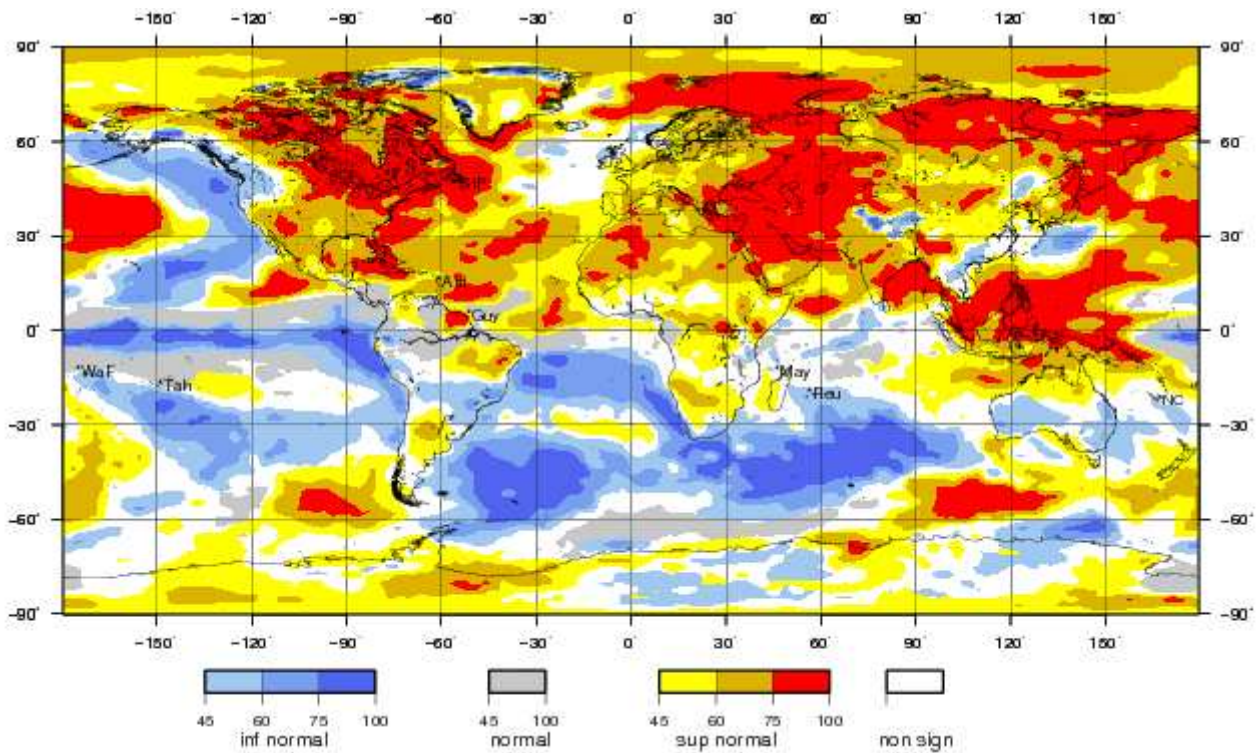 −150° −120° −90° −60° −30° 0° 30° 60° 90° 120° 150°
90° 90°
60° 60°
30° 30°
0° 0°
−30° −30°
−60° −60°
−90° −90°
Guy
WaF
Tah
May
Reu
NC
−150° −120° −90° −60° −30° 0° 30° 60° 90° 120° 150°
45 60 75 100 45 100 45 60 75 100
inf normal normal sup normal non sign